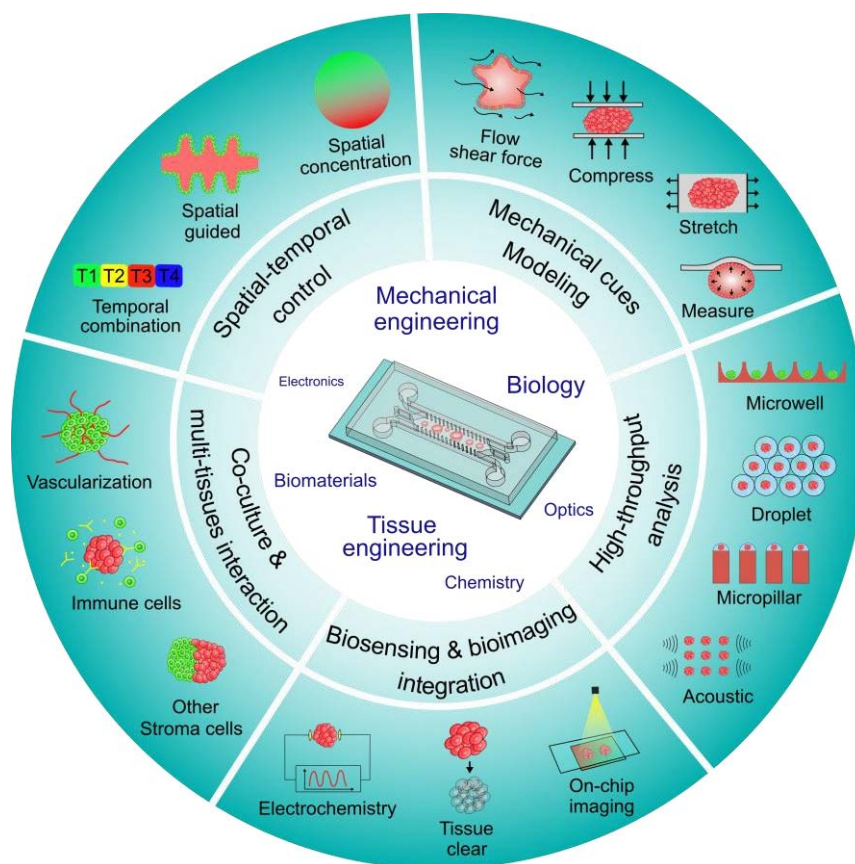 Spatial
concentration
Spatial
guided
T1 T2 T3 T4
Temporal
combination
Spatial-temporal
control
Flow
shear force
Compress
Stretch
Measure
Mechanical cues
Modeling
Microwell
Droplet
Micropillar
Acoustic
High-throughput
analysis
On-chip
imaging
Tissue
clear
Electrochemistry
Biosensing & bioimaging
integration
Other
Stroma cells
Immune cells
Vascularization
Co-culture &
multi-tissues interaction
Mechanical
engineering
Electronics
Biology
Biomaterials
Optics
Tissue
engineering
Chemistry